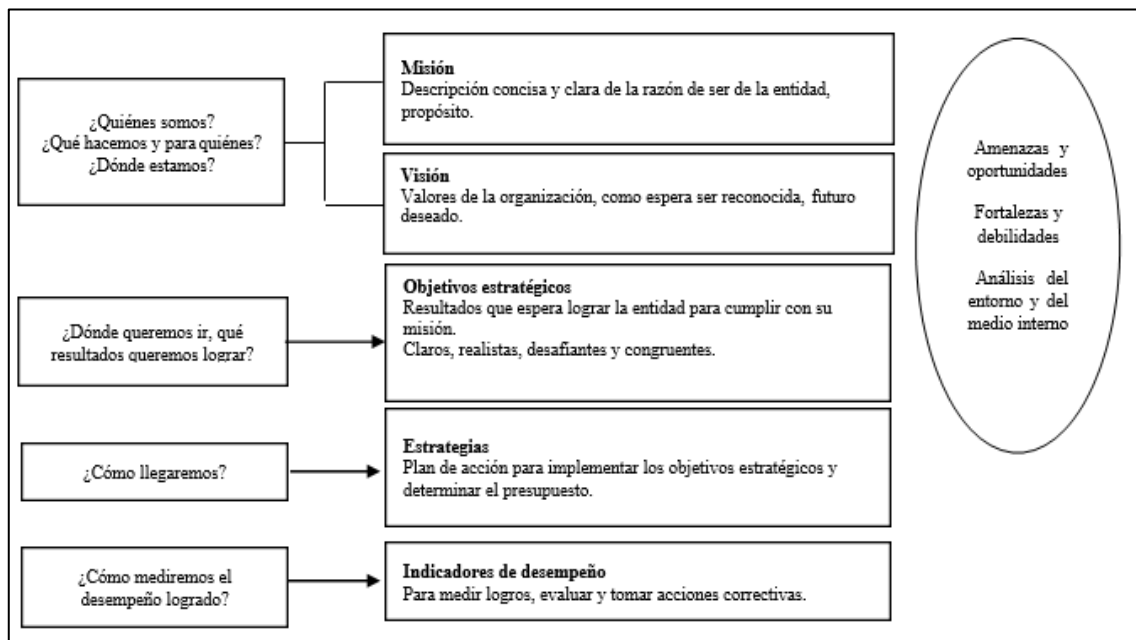 ¿Quiénes somos?
¿Qué hacemos y para quiénes?
¿Dónde estamos?
Misión
Descripción concisa y clara de la razón de ser de la entidad,
propósito.
Visión
Valores de la organización, como espera ser reconocida, futuro
deseado.
¿Dónde queremos ir, qué
resultados queremos lograr?
Objetivos estratégicos
Resultados que espera lograr la entidad para cumplir con su
misión.
Claros, realistas, desafiantes y congruentes.
¿Cómo llegaremos?
Estrategias
Plan de acción para implementar los objetivos estratégicos y
determinar el presupuesto.
¿Cómo mediremos el
desempeño logrado?
Indicadores de desempeño
Para medir logros, evaluar y tomar acciones correctivas.
Amenazas y
oportunidades
Fortalezas y
debilidades
Análisis del
entorno y del
medio interno